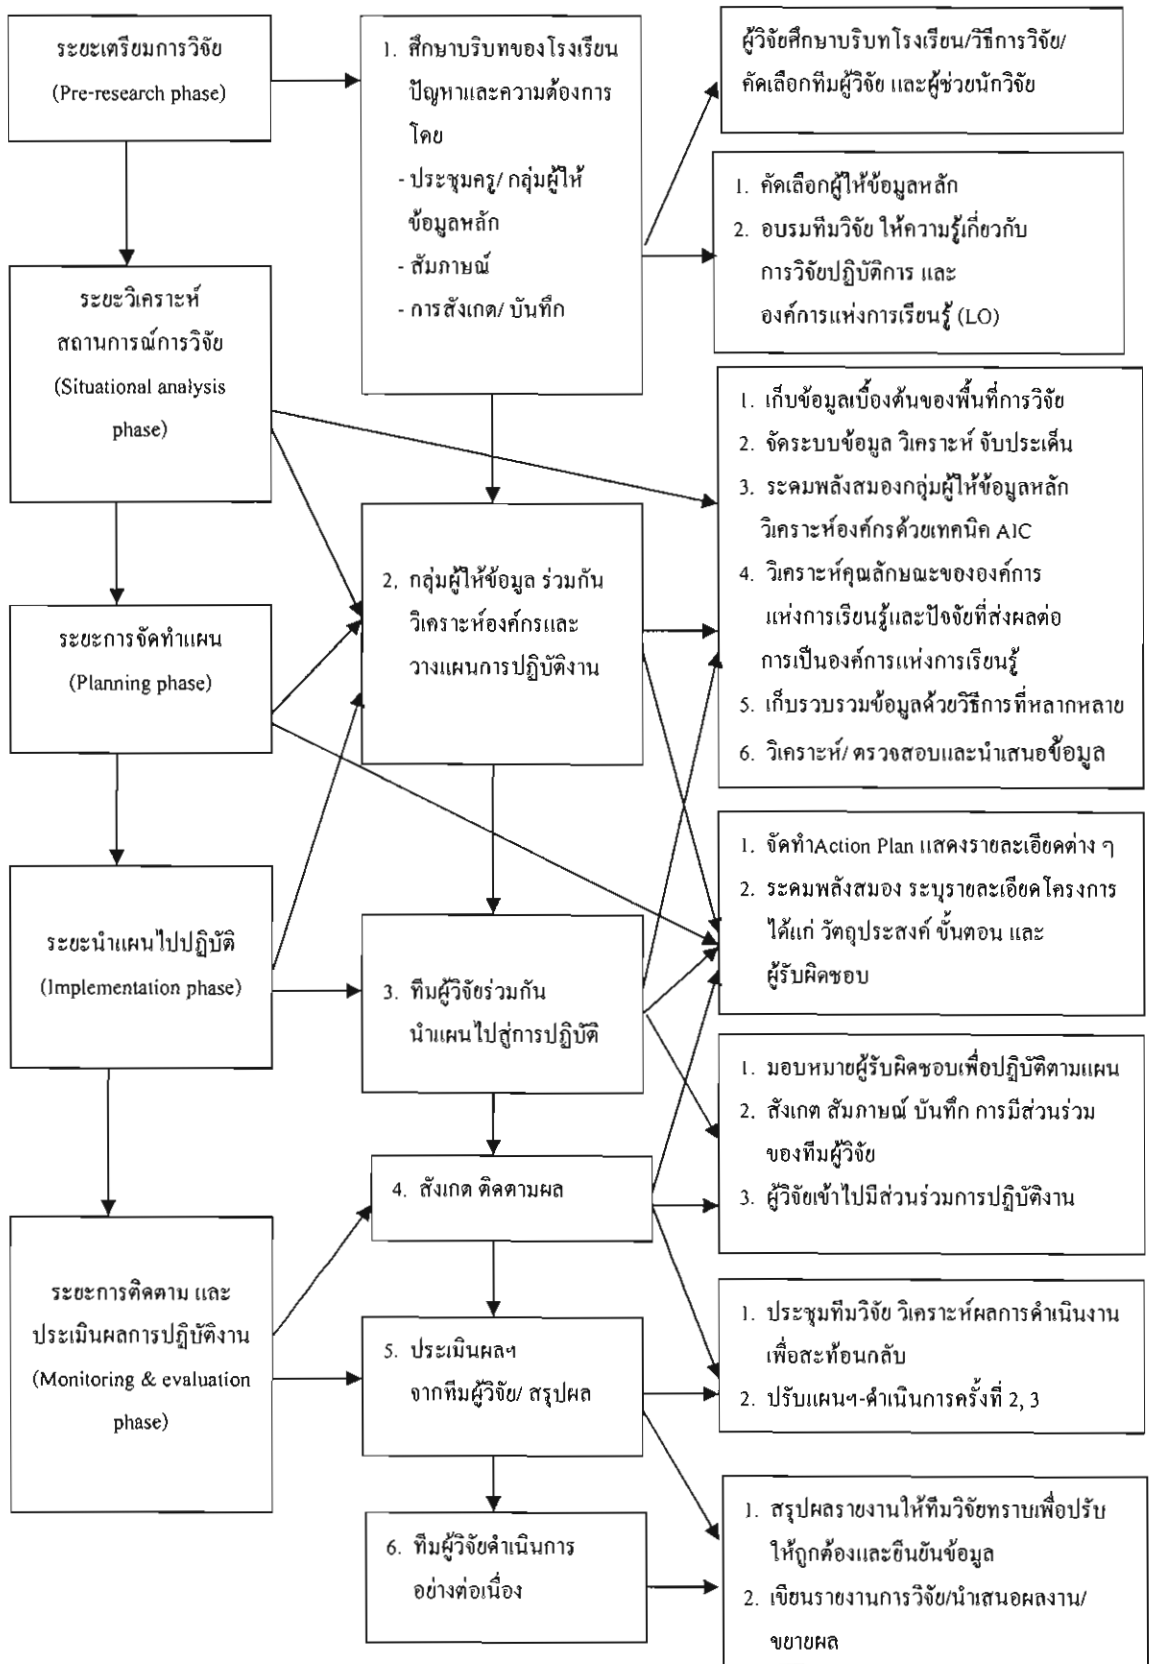 ระยะเตรียมการวิจัย
(Pre-research phase)
ระยะวิเคราะห์
สถานการณ์การวิจัย
(Situational analysis
phase)
ระยะการจัดทำแผน
(Planning phase)
ระยะนำแผนไปปฏิบัติ
(Implementation phase)
ระยะการติดตาม และ
ประเมินผลการปฏิบัติงาน
(Monitoring & evaluation
phase)
1. ศึกษาบริบทของโรงเรียน
ปัญหาและความต้องการ
โดย
- ประชุมครู/ กลุ่มผู้ให้
ข้อมูลหลัก
- สัมภาษณ์
- การสังเกต/ บันทึก
2. กลุ่มผู้ให้ข้อมูล ร่วมกัน
วิเคราะห์องค์กรและ
วางแผนการปฏิบัติงาน
3. ทีมผู้วิจัยร่วมกัน
นำแผนไปสู่การปฏิบัติ
4. สังเกต ติดตามผล
5. ประเมินผลฯ
จากทีมผู้วิจัย/ สรุปผล
6. ทีมผู้วิจัยดำเนินการ
อย่างต่อเนื่อง
ผู้วิจัยศึกษาบริบทโรงเรียน/วิธีการวิจัย/
คัดเลือกทีมผู้วิจัย และผู้ช่วยนักวิจัย
1. คัดเลือกผู้ให้ข้อมูลหลัก
2. อบรมทีมวิจัย ให้ความรู้เกี่ยวกับ
การวิจัยปฏิบัติการ และ
องค์การแห่งการเรียนรู้ (LO)
1. เก็บข้อมูลเบื้องต้นของพื้นที่การวิจัย
2. จัดระบบข้อมูล วิเคราะห์ จับประเด็น
3. ระดมพลังสมองกลุ่มผู้ให้ข้อมูลหลัก
วิเคราะห์องค์กรด้วยเทคนิค AIC
4. วิเคราะห์คุณลักษณะขององค์การ
แห่งการเรียนรู้และปัจจัยที่ส่งผลต่อ
การเป็นองค์การแห่งการเรียนรู้
5. เก็บรวบรวมข้อมูลด้วยวิธีการที่หลากหลาย
6. วิเคราะห์/ ตรวจสอบและนำเสนอข้อมูล
1. จัดทำAction Plan แสดงรายละเอียดต่าง ๆ
2. ระดมพลังสมอง ระบุรายละเอียดโครงการ
ได้แก่ วัตถุประสงค์ ขั้นตอน และ
ผู้รับผิดชอบ
1. มอบหมายผู้รับผิดชอบเพื่อปฏิบัติตามแผน
2. สังเกต สัมภาษณ์ บันทึก การมีส่วนร่วม
ของทีมผู้วิจัย
3. ผู้วิจัยเข้าไปมีส่วนร่วมการปฏิบัติงาน
1. ประชุมทีมวิจัย วิเคราะห์ผลการดำเนินงาน
เพื่อสะท้อนกลับ
2. ปรับแผนฯ-ดำเนินการครั้งที่ 2, 3
1. สรุปผลรายงานให้ทีมวิจัยทราบเพื่อปรับ
ให้ถูกต้องและยืนยันข้อมูล
2. เขียนรายงานการวิจัย/นำเสนอผลงาน/
ขยายผล